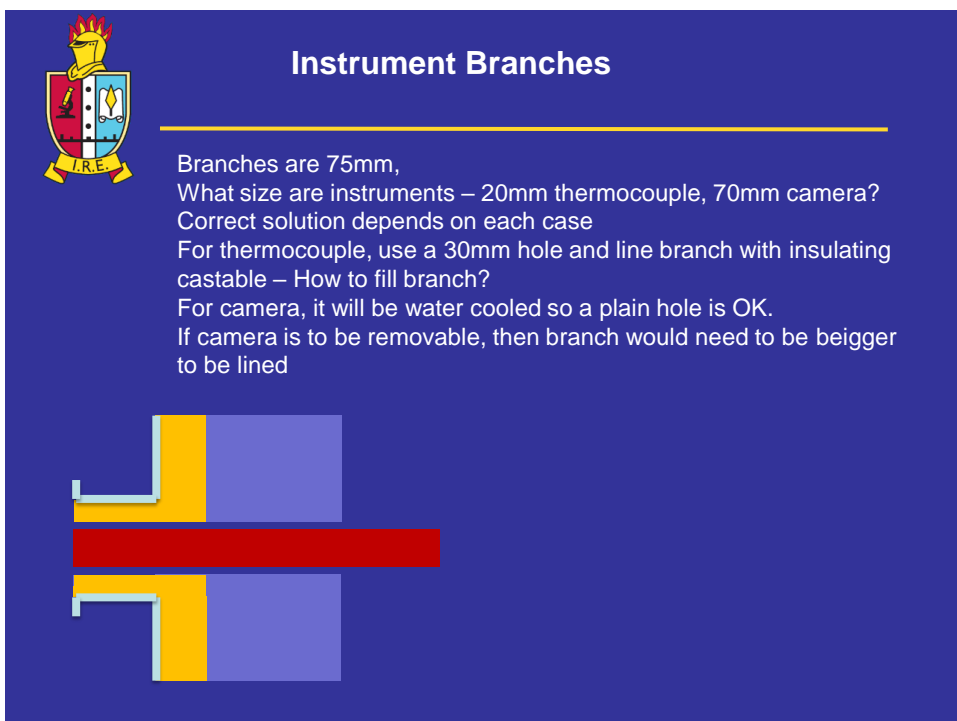 Instrument Branches
I.R.E.
Branches are 75mm,
What size are instruments – 20mm thermocouple, 70mm camera?
Correct solution depends on each case
For thermocouple, use a 30mm hole and line branch with insulating
castable – How to fill branch?
For camera, it will be water cooled so a plain hole is OK.
If camera is to be removable, then branch would need to be beigger
to be lined